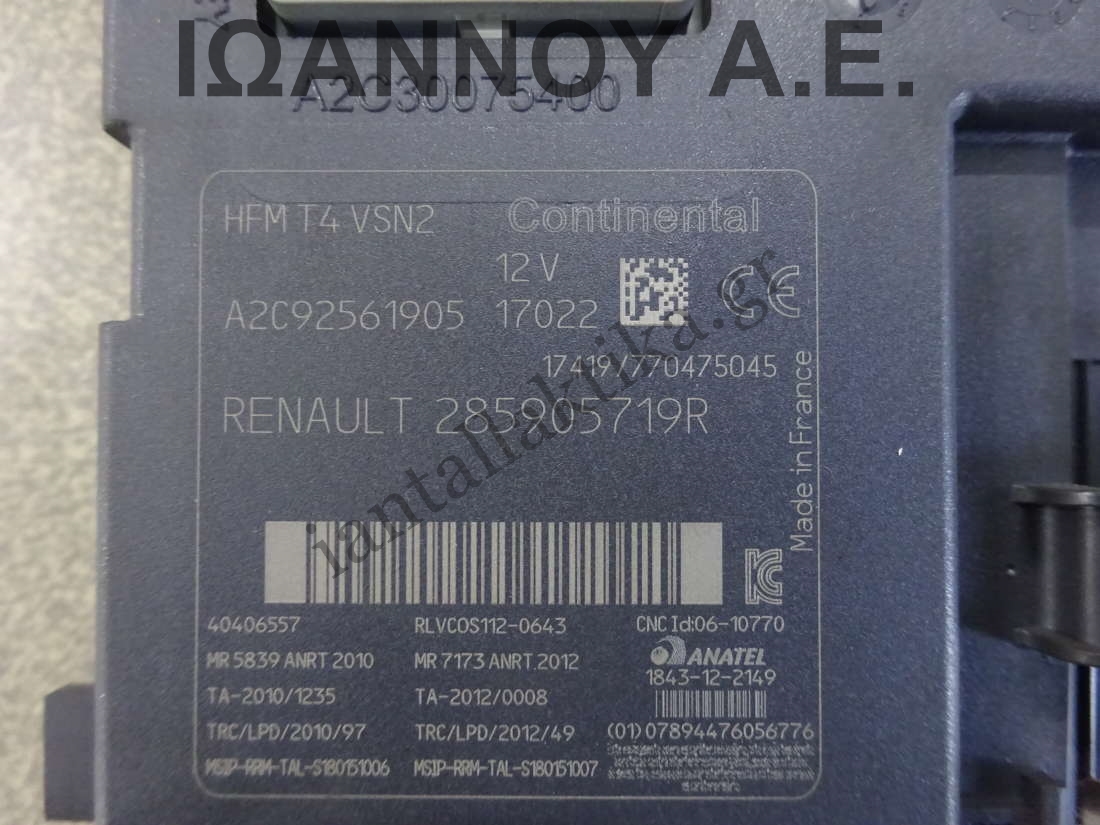 ΙΩΑΝΝΟΥ Α.Ε.
A2C30075400
HFM T4 VSN2 Continental
12 V
A2C92561905 17022 CE
17419/770475045
RENAULT 285905719R
Made in France
iantallaktika.gr
40406557 RLVCOS112-0643 CNC Id:06-10770
MR 5839 ANRT 2010 MR 7173 ANRT 2012 ANATEL
1843-12-2149
TA-2010/1235 TA-2012/0008
TRC/LPD/2010/97 TRC/LPD/2012/49 (01)07894476056776
MSIP-RRM-TAL-S180151006 MSIP-RRM-TAL-S180151007